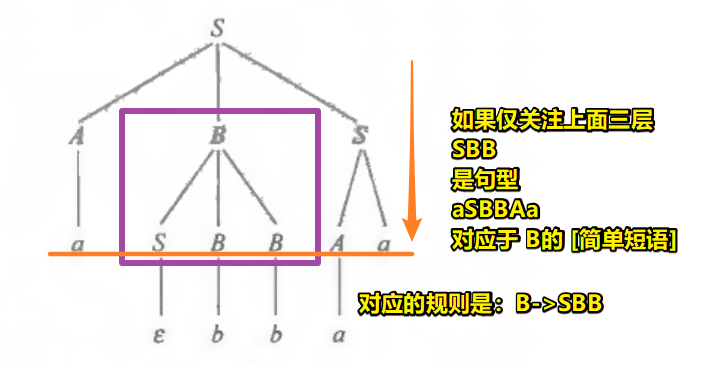 S
A B S
a S B B A a
ε b b a
如果仅关注上面三层
SBB
是句型
aSBBAa
对应于 B的 [简单短语]
对应的规则是：B->SBB